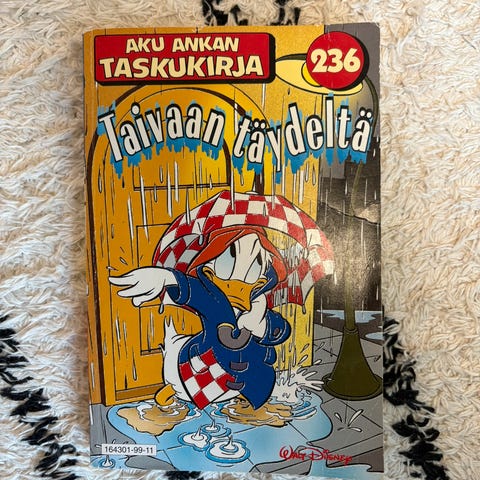 AKU ANKAN
TASKUKIRJA
236
Taivaan täydeltä
164301-99-11
WALT DISNEY